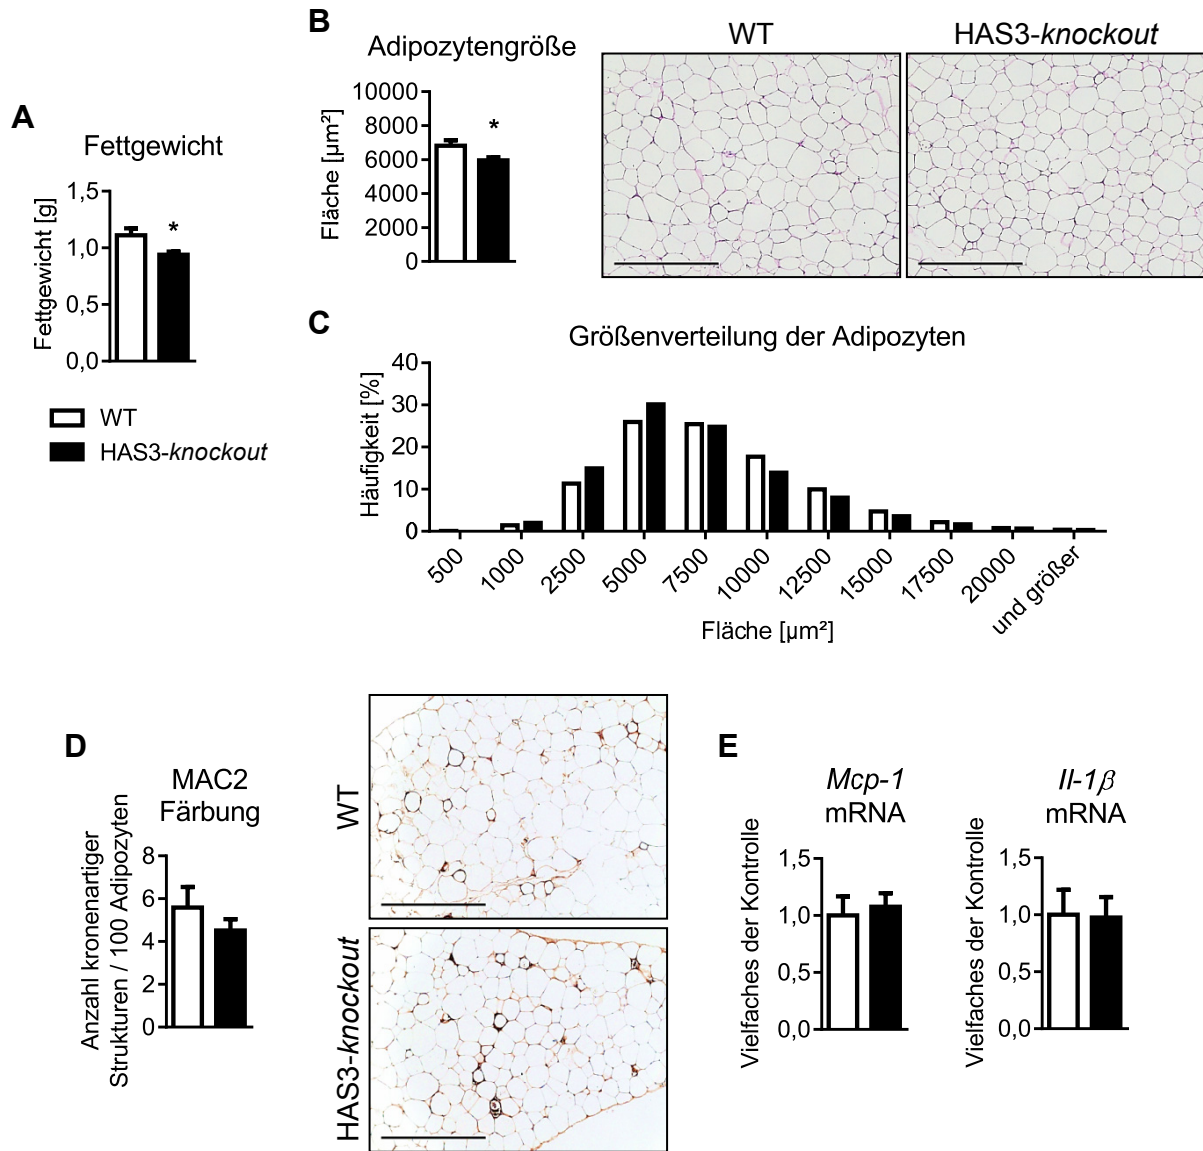 A
Fettgewicht
Fettgewicht [g]
1,5
1,0
0,5
0,0
*
WT
HAS3-knockout
B
Adipozytengröße
Fläche [µm²]
10000
8000
6000
4000
2000
0
*
WT
HAS3-knockout
C
Größenverteilung der Adipozyten
Häufigkeit [%]
40
30
20
10
0
500
1000
2500
5000
7500
10000
12500
15000
17500
20000
und größer
Fläche [µm²]
D
MAC2
Färbung
Anzahl kronenartiger
Strukturen / 100 Adipozyten
8
6
4
2
0
WT
HAS3-knockout
E
Mcp-1
mRNA
Vielfaches der Kontrolle
1,5
1,0
0,5
0,0
Il-1β
mRNA
Vielfaches der Kontrolle
1,5
1,0
0,5
0,0